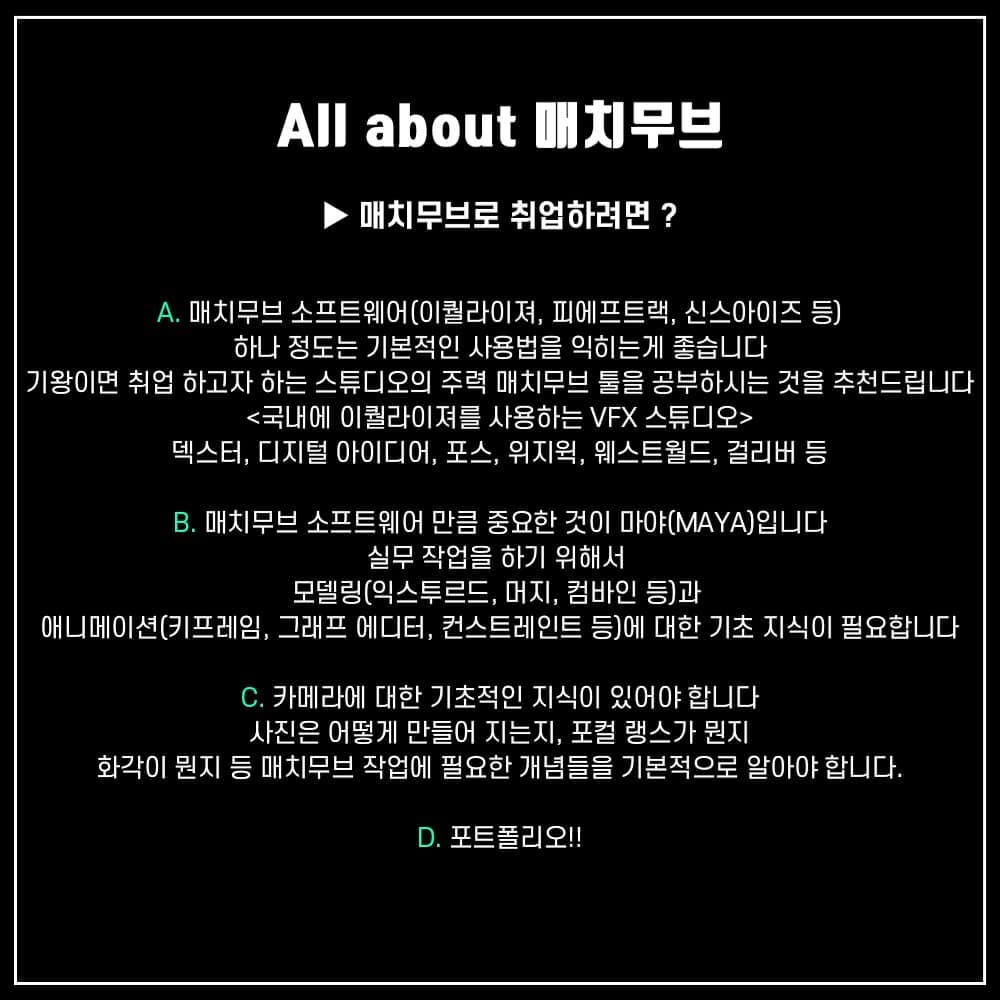 All about 매치무브
▶ 매치무브로 취업하려면 ?
A. 매치무브 소프트웨어(이퀄라이져, 피에프트랙, 신스아이즈 등)
하나 정도는 기본적인 사용법을 익히는게 좋습니다
기왕이면 취업 하고자 하는 스튜디오의 주력 매치무브 툴을 공부하시는 것을 추천드립니다
<국내에 이퀄라이져를 사용하는 VFX 스튜디오>
덱스터, 디지털 아이디어, 포스, 위지윅, 웨스트월드, 걸리버 등
B. 매치무브 소프트웨어 만큼 중요한 것이 마야(MAYA)입니다
실무 작업을 하기 위해서
모델링(익스투르드, 머지, 컴바인 등)과
애니메이션(키프레임, 그래프 에디터, 컨스트레인트 등)에 대한 기초 지식이 필요합니다
C. 카메라에 대한 기초적인 지식이 있어야 합니다
사진은 어떻게 만들어 지는지, 포컬 랭스가 뭔지
화각이 뭔지 등 매치무브 작업에 필요한 개념들을 기본적으로 알아야 합니다.
D. 포트폴리오!!